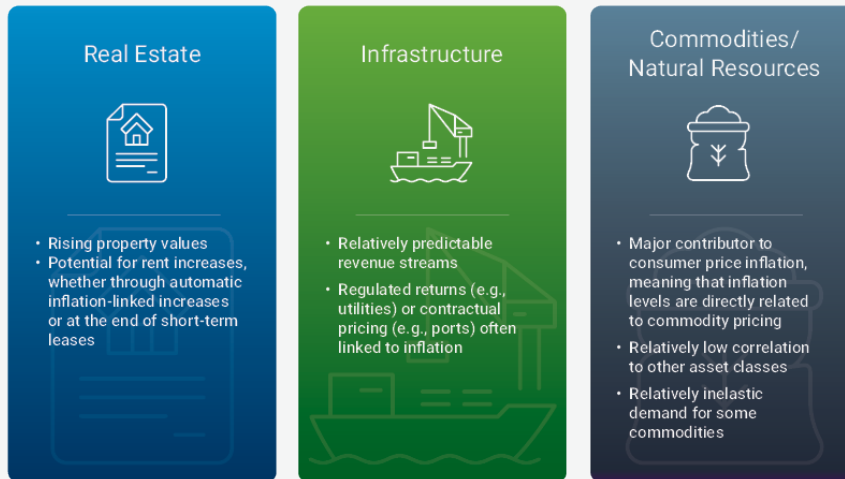 Real Estate
• Rising property values
• Potential for rent increases,
whether through automatic
inflation-linked increases
or at the end of short-term
leases
Infrastructure
• Relatively predictable
revenue streams
• Regulated returns (e.g.,
utilities) or contractual
pricing (e.g., ports) often
linked to inflation
Commodities/
Natural Resources
• Major contributor to
consumer price inflation,
meaning that inflation
levels are directly related
to commodity pricing
• Relatively low correlation
to other asset classes
• Relatively inelastic
demand for some
commodities